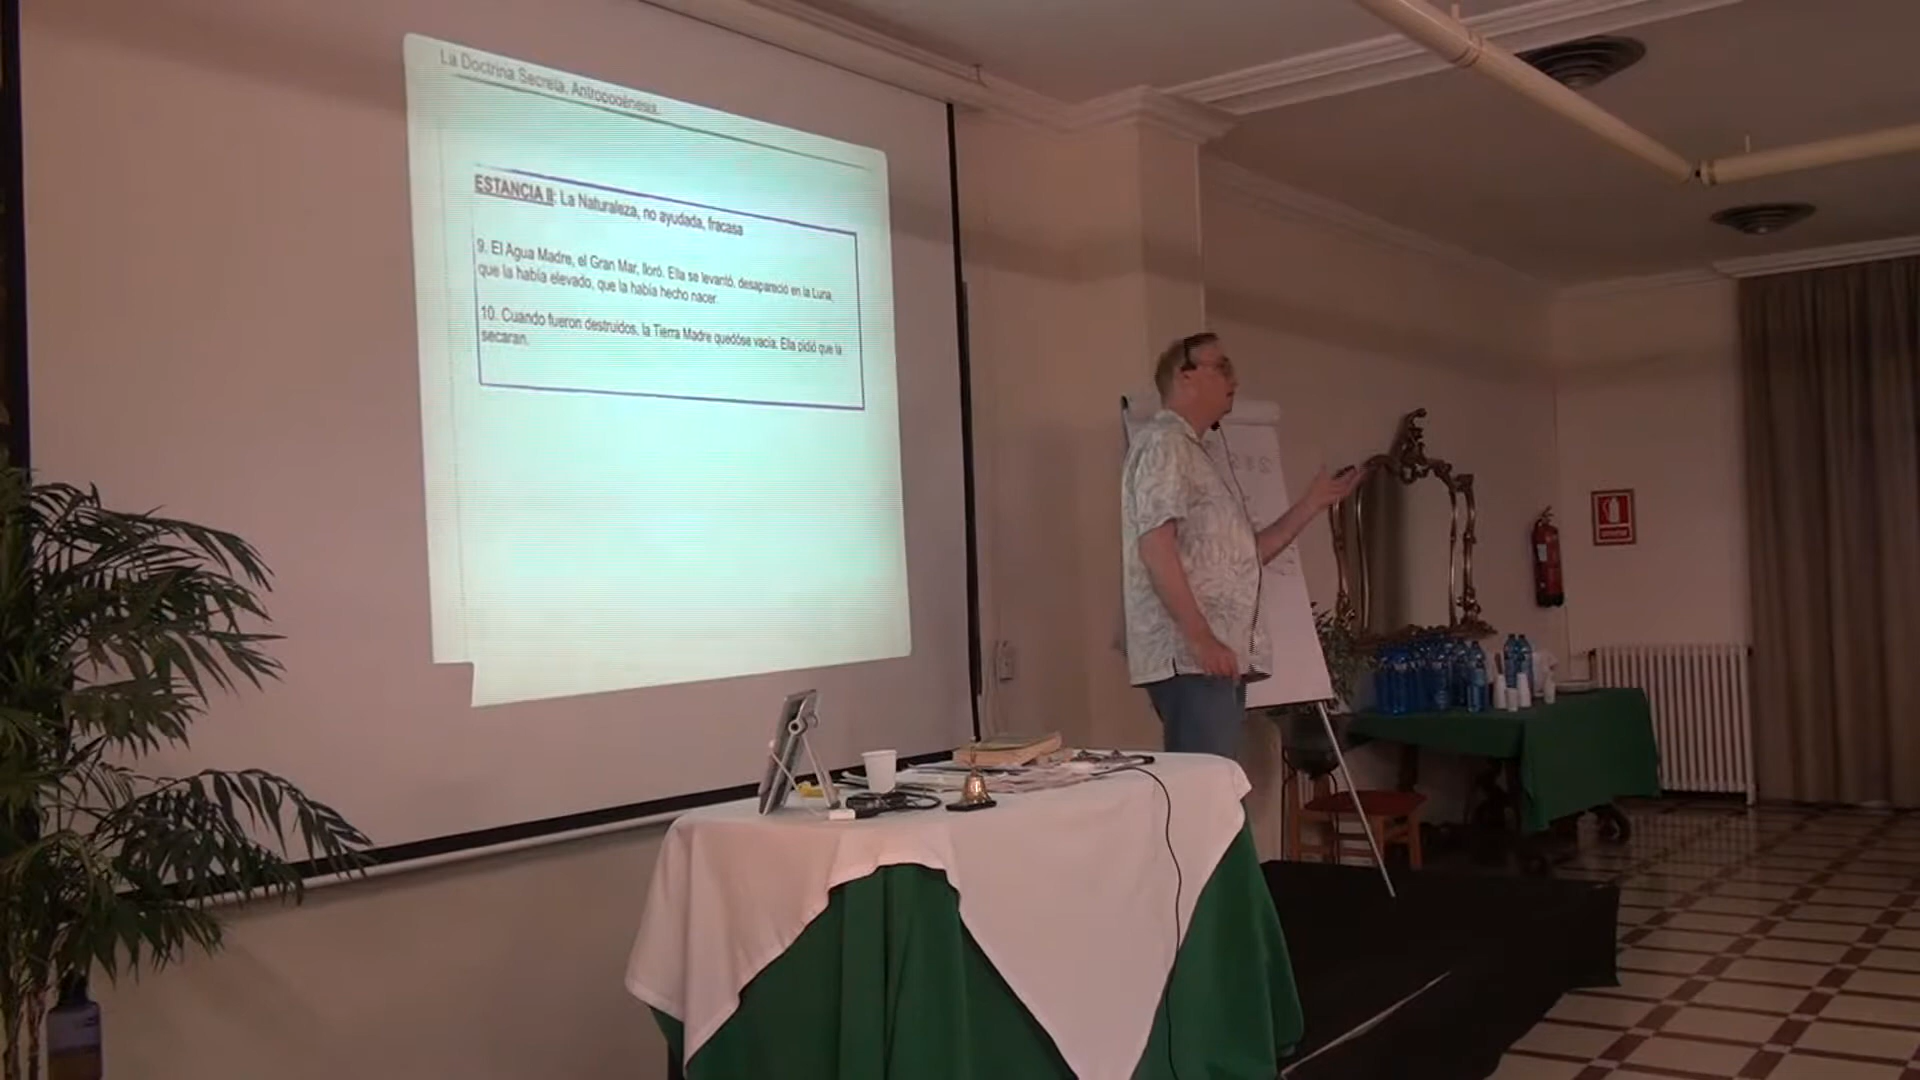 La Doctrina Secreta. Antropogénesis.
ESTANCIA II: La Naturaleza, no ayudada, fracasa
9. El Agua Madre, el Gran Mar, lloró. Ella se levantó, desapareció en la Luna,
que la había elevado, que la había hecho nacer.
10. Cuando fueron destruidos, la Tierra Madre quedóse vacía. Ella pidió que la
secaran.